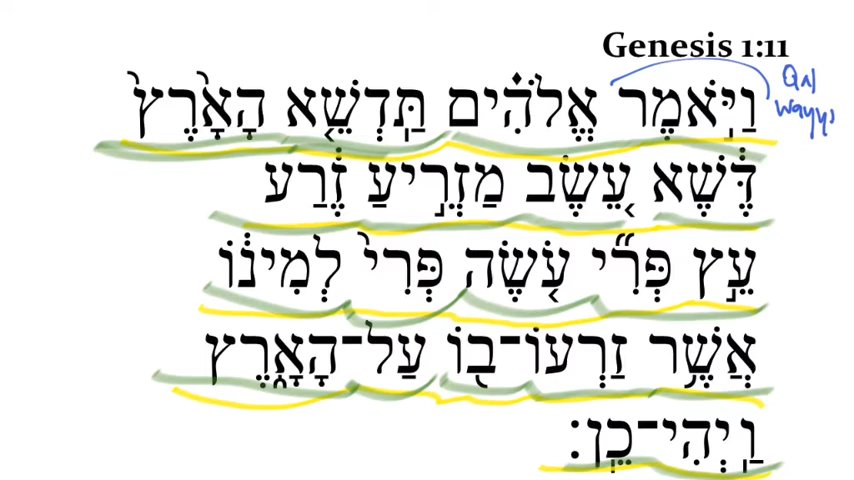 Genesis 1:11
וַיֹּ֣אמֶר אֱלֹהִ֗ים תַּֽדְשֵׁ֤א הָאָ֙רֶץ֙
דֶּ֔שֶׁא עֵ֚שֶׂב מַזְרִ֣יעַ זֶ֔רַע
עֵ֣ץ פְּרִ֞י עֹ֤שֶׂה פְּרִי֙ לְמִינ֔וֹ
אֲשֶׁ֥ר זַרְעוֹ־ב֖וֹ עַל־הָאָ֑רֶץ
וַֽיְהִי־כֵֽן׃
Qal